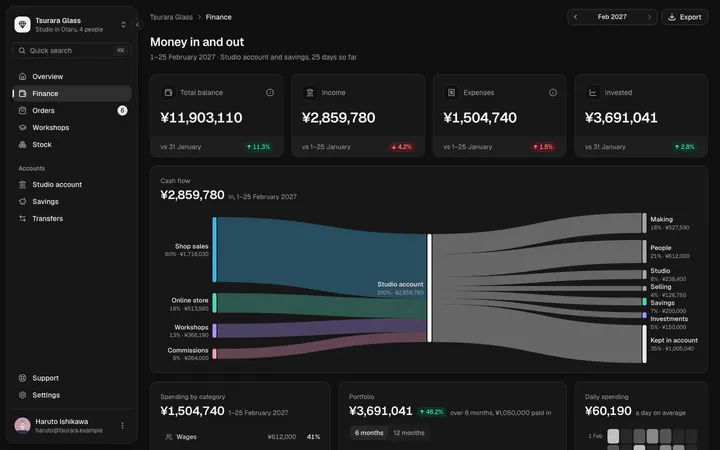 Tsurara Glass
Studio in Otaru, 4 people
Quick search
⌘K
Overview
Finance
Orders
6
Workshops
Stock
Accounts
Studio account
Savings
Transfers
Support
Settings
Haruto Ishikawa
haruto@tsurara.example
Tsurara Glass > Finance
Feb 2027
Export
Money in and out
1–25 February 2027 · Studio account and savings, 25 days so far
Total balance
¥11,903,110
vs 31 January
11.3%
Income
¥2,859,780
vs 1–25 January
4.2%
Expenses
¥1,504,740
vs 1–25 January
1.5%
Invested
¥3,691,041
vs 31 January
2.8%
Cash flow
¥2,859,780 in, 1–25 February 2027
Shop sales
60% · ¥1,716,030
Online store
18% · ¥513,560
Workshops
13% · ¥366,190
Commissions
9% · ¥264,000
Studio account
100% · ¥2,859,780
Making
18% · ¥527,590
People
21% · ¥612,000
Studio
8% · ¥238,400
Selling
4% · ¥126,750
Savings
7% · ¥200,000
Investments
5% · ¥150,000
Kept in account
35% · ¥1,005,040
Spending by category
¥1,504,740 1–25 February 2027
Wages
¥612,000
41%
Portfolio
¥3,691,041 46.2% over 6 months, ¥1,050,000 paid in
6 months
12 months
Daily spending
¥60,190 a day on average
1 Feb